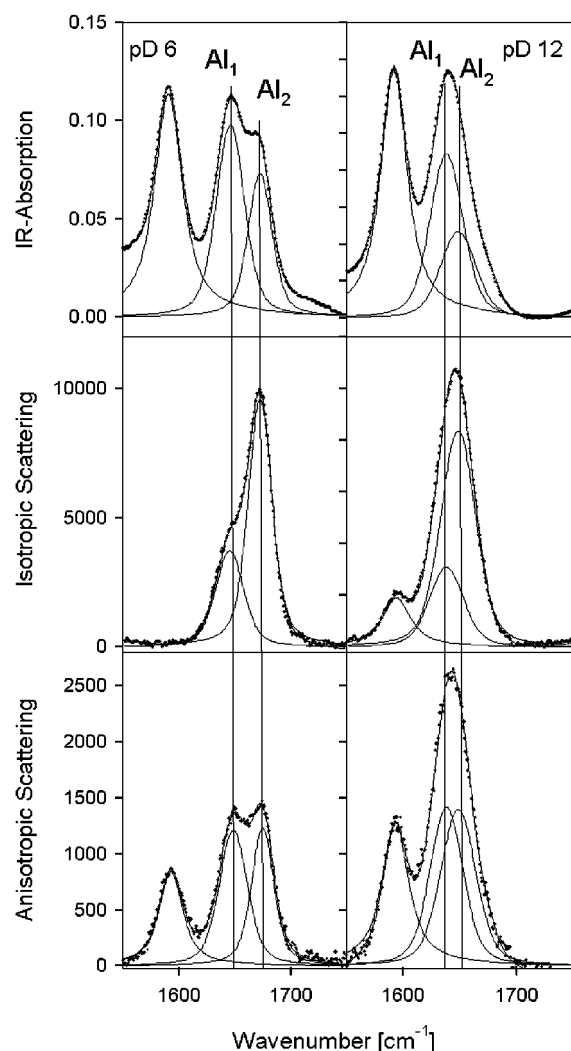 pD 6
AI₁
AI₂
pD 12
AI₁
AI₂
IR-Absorption
0.15
0.10
0.05
0.00
Isotropic Scattering
10000
5000
0
Anisotropic Scattering
2500
2000
1500
1000
500
0
1600
1700
1600
1700
Wavenumber [cm⁻¹]